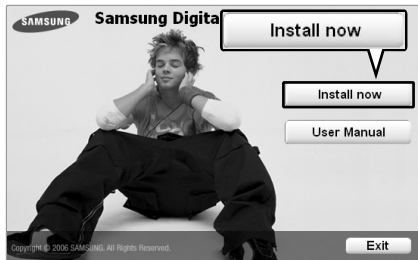 SAMSUNG
Samsung Digita
Install now
Install now
User Manual
Copyright © 2006 SAMSUNG. All Rights Reserved.
Exit